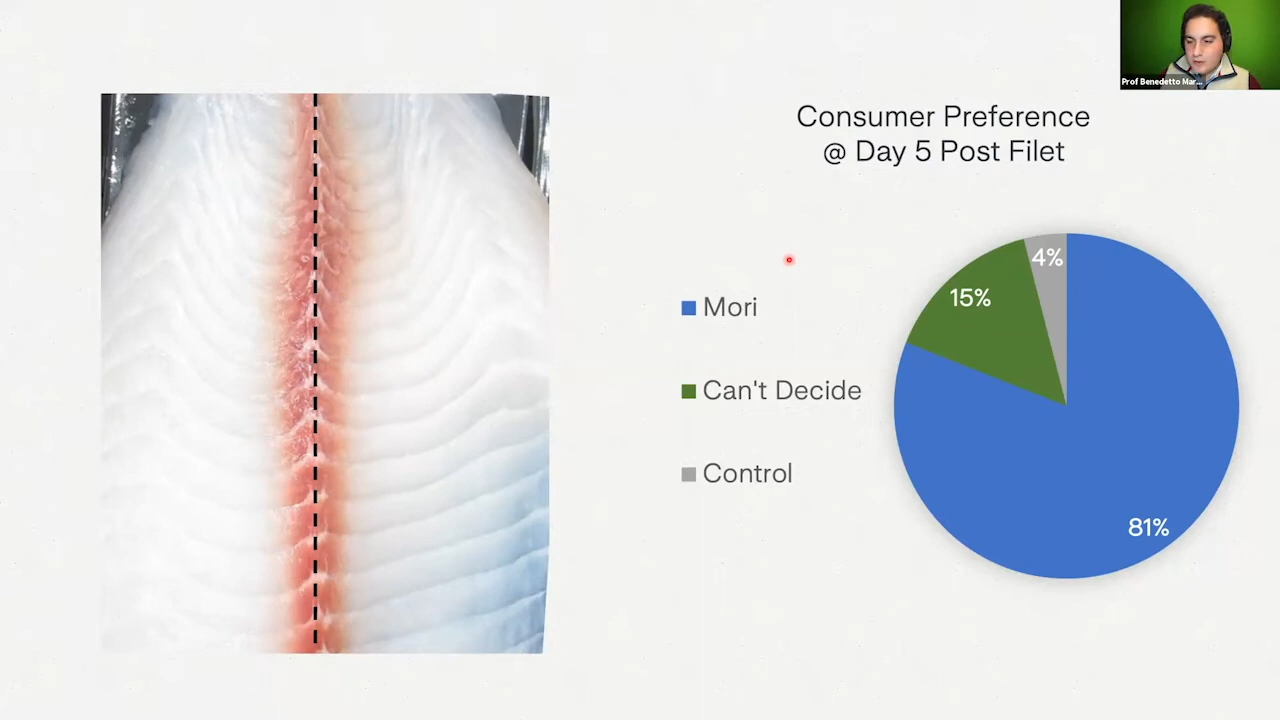 Prof Benedetto Mar...
Consumer Preference
@ Day 5 Post Filet
Mori
Can't Decide
Control
4%
15%
81%